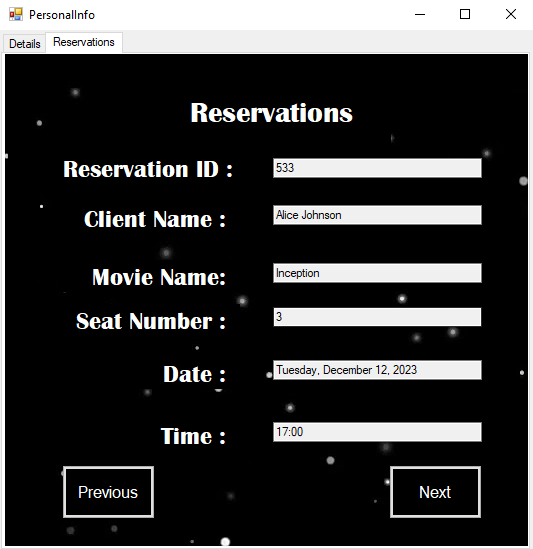 PersonalInfo
Details Reservations
Reservations
Reservation ID : 533
Client Name : Alice Johnson
Movie Name: Inception
Seat Number : 3
Date : Tuesday, December 12, 2023
Time : 17:00
Previous Next